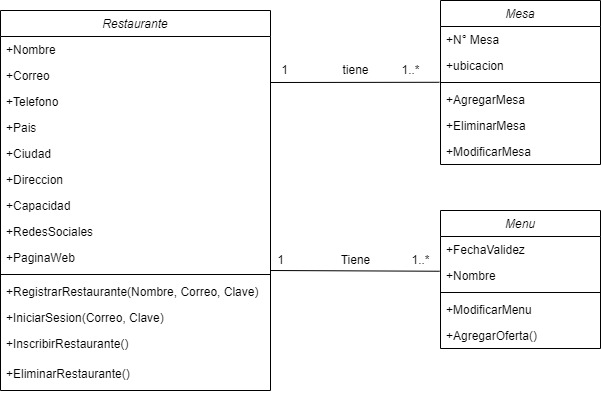 Restaurante
+Nombre
+Correo
+Telefono
+Pais
+Ciudad
+Direccion
+Capacidad
+RedesSociales
+PaginaWeb
+RegistrarRestaurante(Nombre, Correo, Clave)
+IniciarSesion(Correo, Clave)
+InscribirRestaurante()
+EliminarRestaurante()
1 tiene 1..*
Mesa
+N° Mesa
+ubicacion
+AgregarMesa
+EliminarMesa
+ModificarMesa
1 Tiene 1..*
Menu
+FechaValidez
+Nombre
+ModificarMenu
+AgregarOferta()